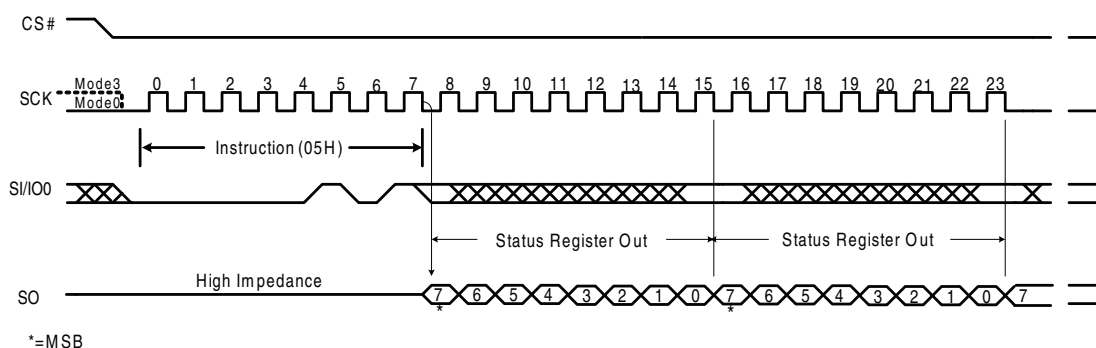 CS#
Mode3
SCK
Mode0
0 1 2 3 4 5 6 7 8 9 10 11 12 13 14 15 16 17 18 19 20 21 22 23
Instruction (05H)
SI/IO0
Status Register Out
Status Register Out
High Impedance
SO
7 6 5 4 3 2 1 0 7 6 5 4 3 2 1 0 7
* *
*=MSB